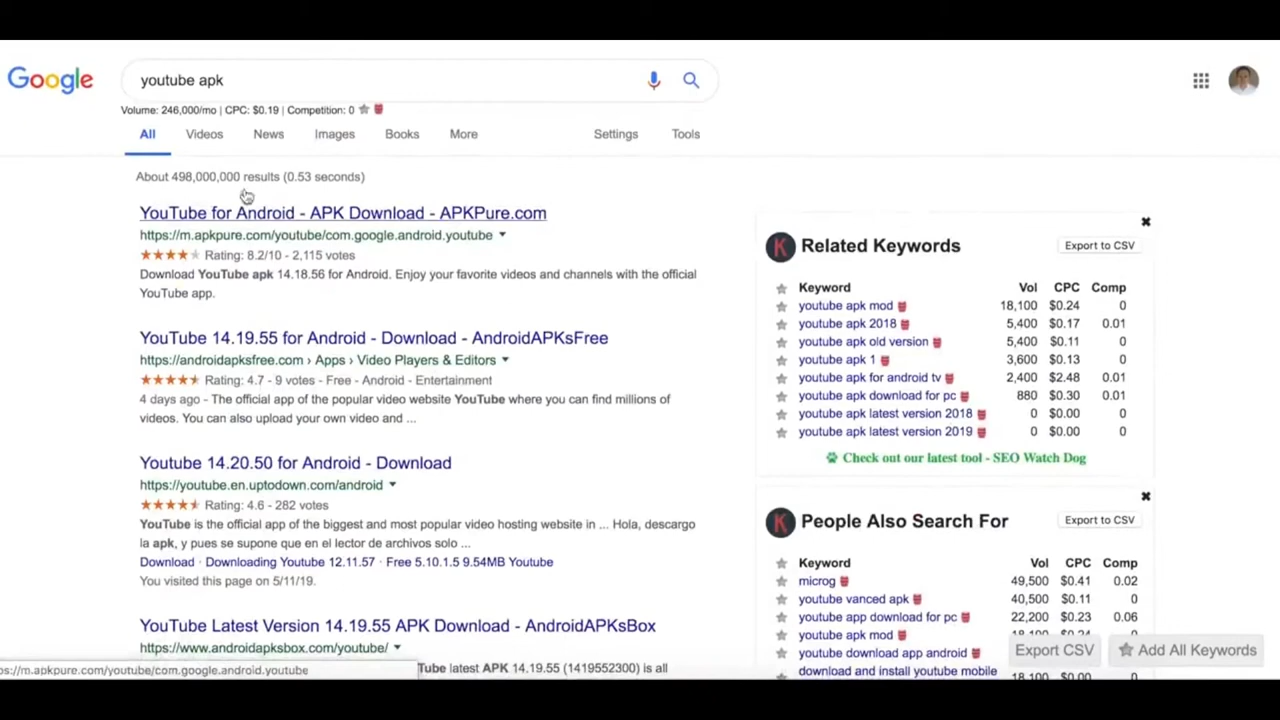 Google
youtube apk
Volume: 246,000/mo | CPC: $0.19 | Competition: 0
All Videos News Images Books More Settings Tools
About 498,000,000 results (0.53 seconds)
YouTube for Android - APK Download - APKPure.com
https://m.apkpure.com/youtube/com.google.android.youtube
Rating: 8.2/10 - 2,115 votes
Download YouTube apk 14.18.56 for Android. Enjoy your favorite videos and channels with the official
YouTube app.
YouTube 14.19.55 for Android - Download - AndroidAPKsFree
https://androidapksfree.com › Apps › Video Players & Editors
Rating: 4.7 - 9 votes - Free - Android - Entertainment
4 days ago - The official app of the popular video website YouTube where you can find millions of
videos. You can also upload your own video and ...
Youtube 14.20.50 for Android - Download
https://youtube.en.uptodown.com/android
Rating: 4.6 - 282 votes
YouTube is the official app of the biggest and most popular video hosting website in ... Hola, descargo
la apk, y pues se supone que en el lector de archivos solo ...
Download · Downloading Youtube 12.11.57 · Free 5.10.1.5 9.54MB Youtube
You visited this page on 5/11/19.
YouTube Latest Version 14.19.55 APK Download - AndroidAPKsBox
https://www.androidapksbox.com/youtube/
Tube latest APK 14.19.55 (1419552300) is all
ps://m.apkpure.com/youtube/com.google.android.youtube
K Related Keywords Export to CSV
Keyword Vol CPC Comp
youtube apk mod 18,100 $0.24 0
youtube apk 2018 5,400 $0.17 0.01
youtube apk old version 5,400 $0.11 0
youtube apk 1 3,600 $0.13 0
youtube apk for android tv 2,400 $2.48 0.01
youtube apk download for pc 880 $0.30 0.01
youtube apk latest version 2018 0 $0.00 0
youtube apk latest version 2019 0 $0.00 0
Check out our latest tool - SEO Watch Dog
K People Also Search For Export to CSV
Keyword Vol CPC Comp
microg 49,500 $0.41 0.02
youtube vanced apk 40,500 $0.11 0
youtube app download for pc 22,200 $0.23 0.06
youtube apk mod
youtube download app android
download and install youtube mobile 18,100 $0.00
Export CSV Add All Keywords